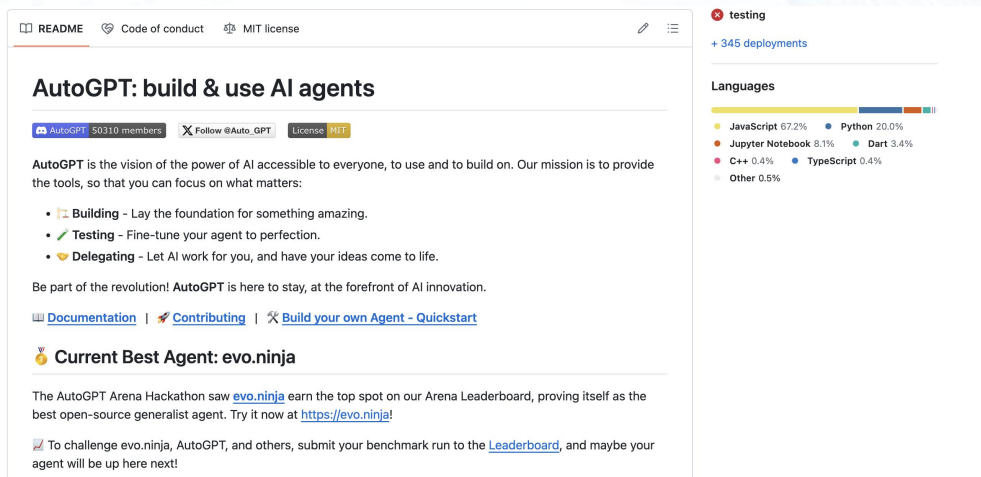 README Code of conduct MIT license
AutoGPT: build & use AI agents
AutoGPT 50310 members Follow @Auto_GPT License MIT
AutoGPT is the vision of the power of AI accessible to everyone, to use and to build on. Our mission is to provide
the tools, so that you can focus on what matters:
• 🏗️ Building - Lay the foundation for something amazing.
• 🧪 Testing - Fine-tune your agent to perfection.
• 🤝 Delegating - Let AI work for you, and have your ideas come to life.
Be part of the revolution! AutoGPT is here to stay, at the forefront of AI innovation.
📖 Documentation | 🚀 Contributing | 🛠️ Build your own Agent - Quickstart
🥇 Current Best Agent: evo.ninja
The AutoGPT Arena Hackathon saw evo.ninja earn the top spot on our Arena Leaderboard, proving itself as the
best open-source generalist agent. Try it now at https://evo.ninja!
📈 To challenge evo.ninja, AutoGPT, and others, submit your benchmark run to the Leaderboard, and maybe your
agent will be up here next!
testing
+ 345 deployments
Languages
JavaScript 67.2% Python 20.0%
Jupyter Notebook 8.1% Dart 3.4%
C++ 0.4% TypeScript 0.4%
Other 0.5%